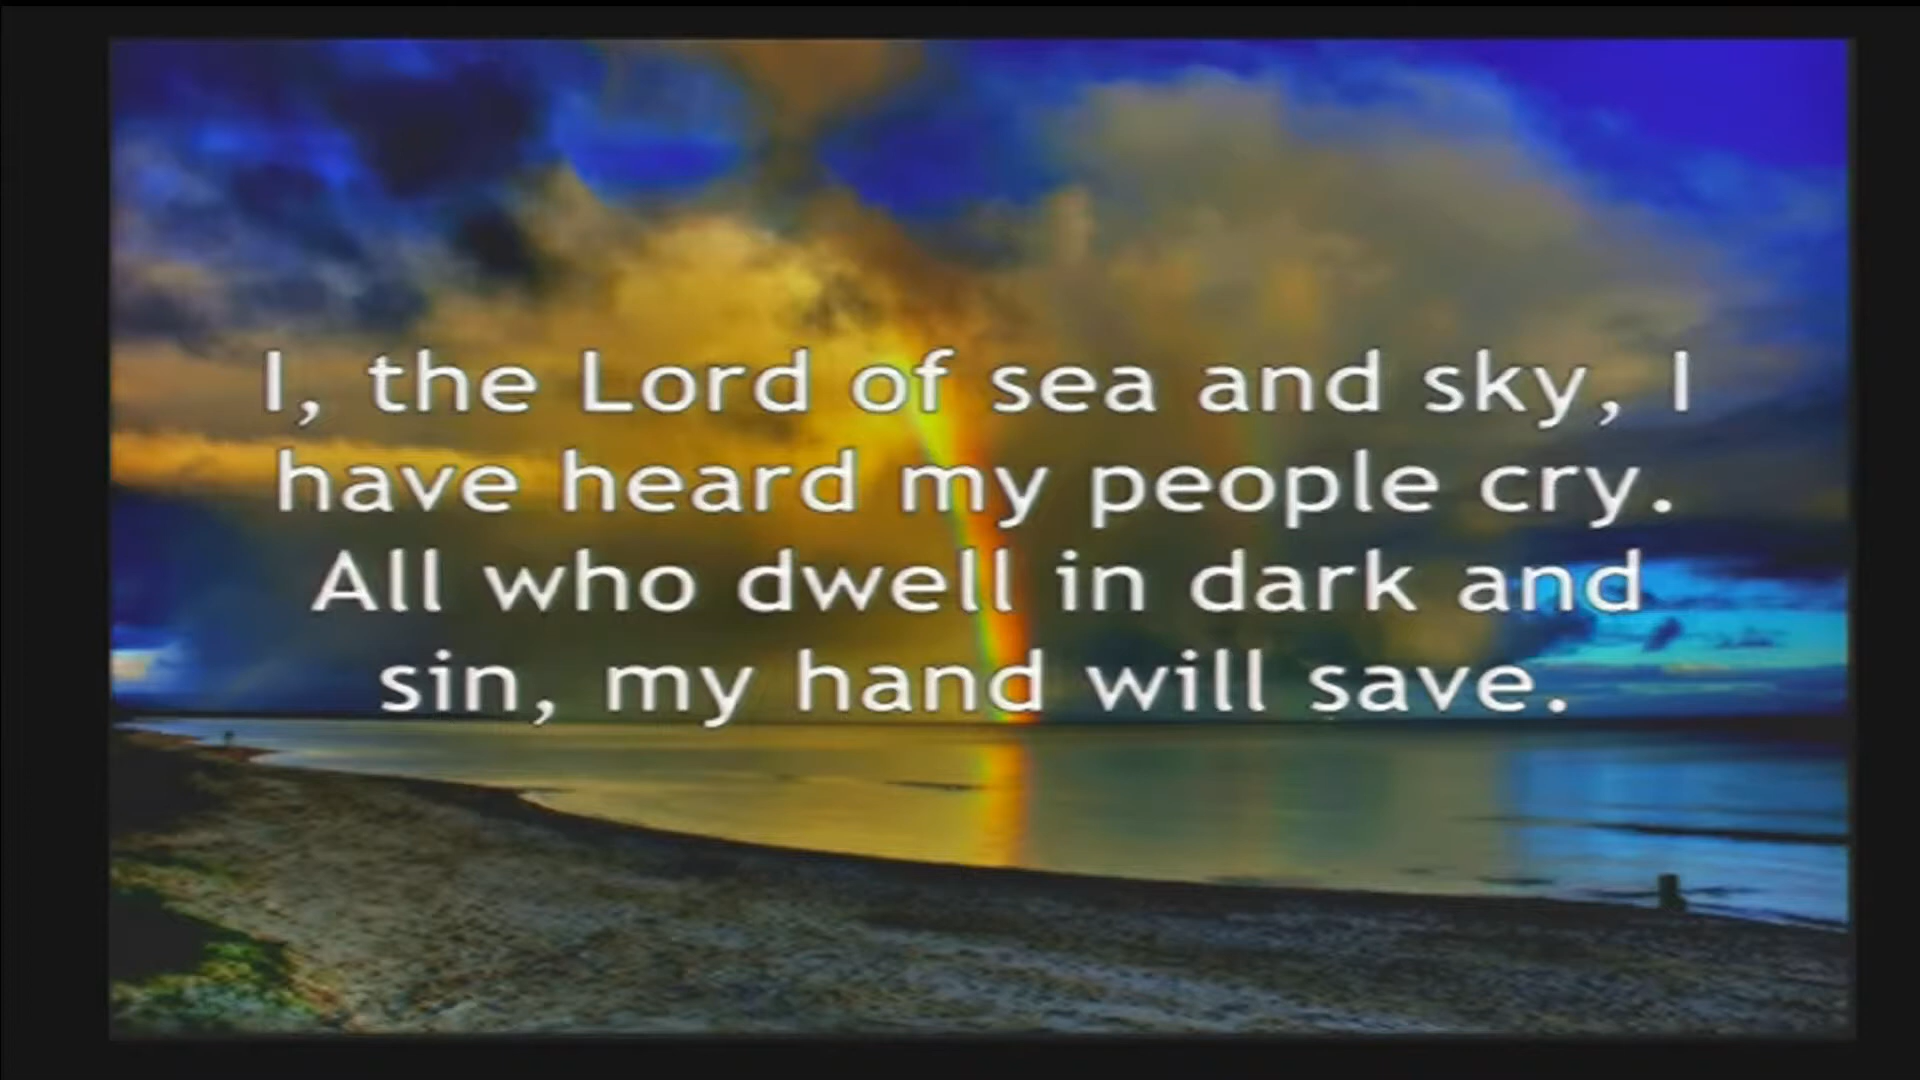 I, the Lord of sea and sky, I
have heard my people cry.
All who dwell in dark and
sin, my hand will save.